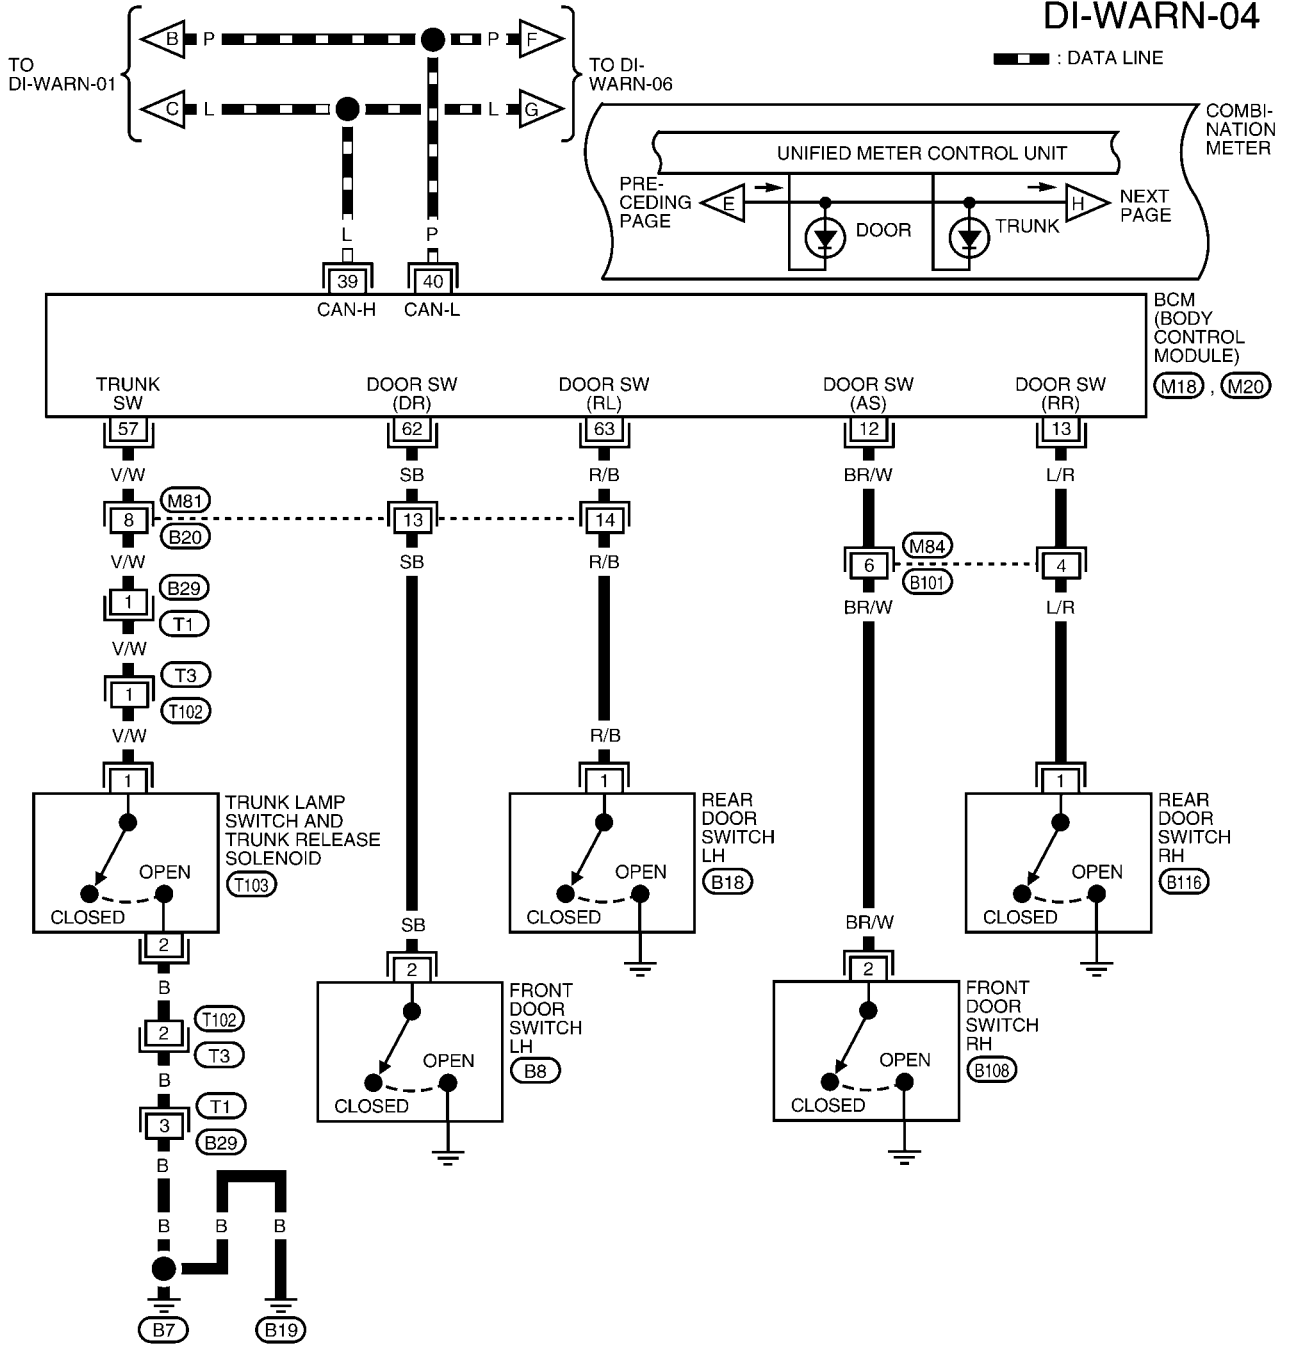 DI-WARN-04
: DATA LINE
TO
DI-WARN-01
B P P F
C L L G
TO DI-
WARN-06
COMBI-
NATION
METER
UNIFIED METER CONTROL UNIT
PRE-
CEDING
PAGE
E
DOOR
TRUNK
H
NEXT
PAGE
L P
39 40
CAN-H CAN-L
BCM
(BODY
CONTROL
MODULE)
M18 , M20
TRUNK
SW
DOOR SW
(DR)
DOOR SW
(RL)
DOOR SW
(AS)
DOOR SW
(RR)
57 62 63 12 13
V/W SB R/B BR/W L/R
M81
8 13 14
B20
V/W SB R/B
M84
6 4
B101
BR/W L/R
B29
1
T1
V/W
T3
1
T102
V/W R/B
1 1 1
TRUNK LAMP
SWITCH AND
TRUNK RELEASE
SOLENOID
T103
OPEN
CLOSED
REAR
DOOR
SWITCH
LH
B18
OPEN
CLOSED
REAR
DOOR
SWITCH
RH
B116
OPEN
CLOSED
SB BR/W
2 2 2
FRONT
DOOR
SWITCH
LH
B8
OPEN
CLOSED
FRONT
DOOR
SWITCH
RH
B108
OPEN
CLOSED
B
T102
2
T3
B
T1
3
B29
B
B B B
B7 B19